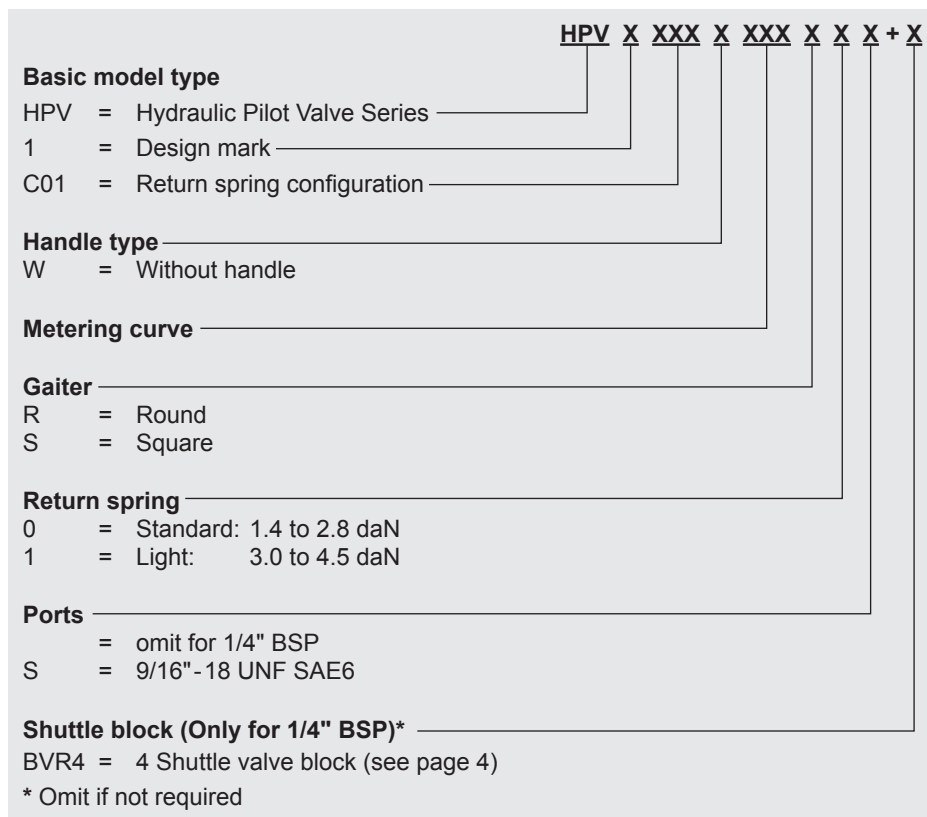 HPV X XXX X XXX X X X + X
Basic model type
HPV = Hydraulic Pilot Valve Series
1 = Design mark
C01 = Return spring configuration
Handle type
W = Without handle
Metering curve
Gaiter
R = Round
S = Square
Return spring
0 = Standard: 1.4 to 2.8 daN
1 = Light: 3.0 to 4.5 daN
Ports
= omit for 1/4" BSP
S = 9/16"-18 UNF SAE6
Shuttle block (Only for 1/4" BSP)*
BVR4 = 4 Shuttle valve block (see page 4)
* Omit if not required